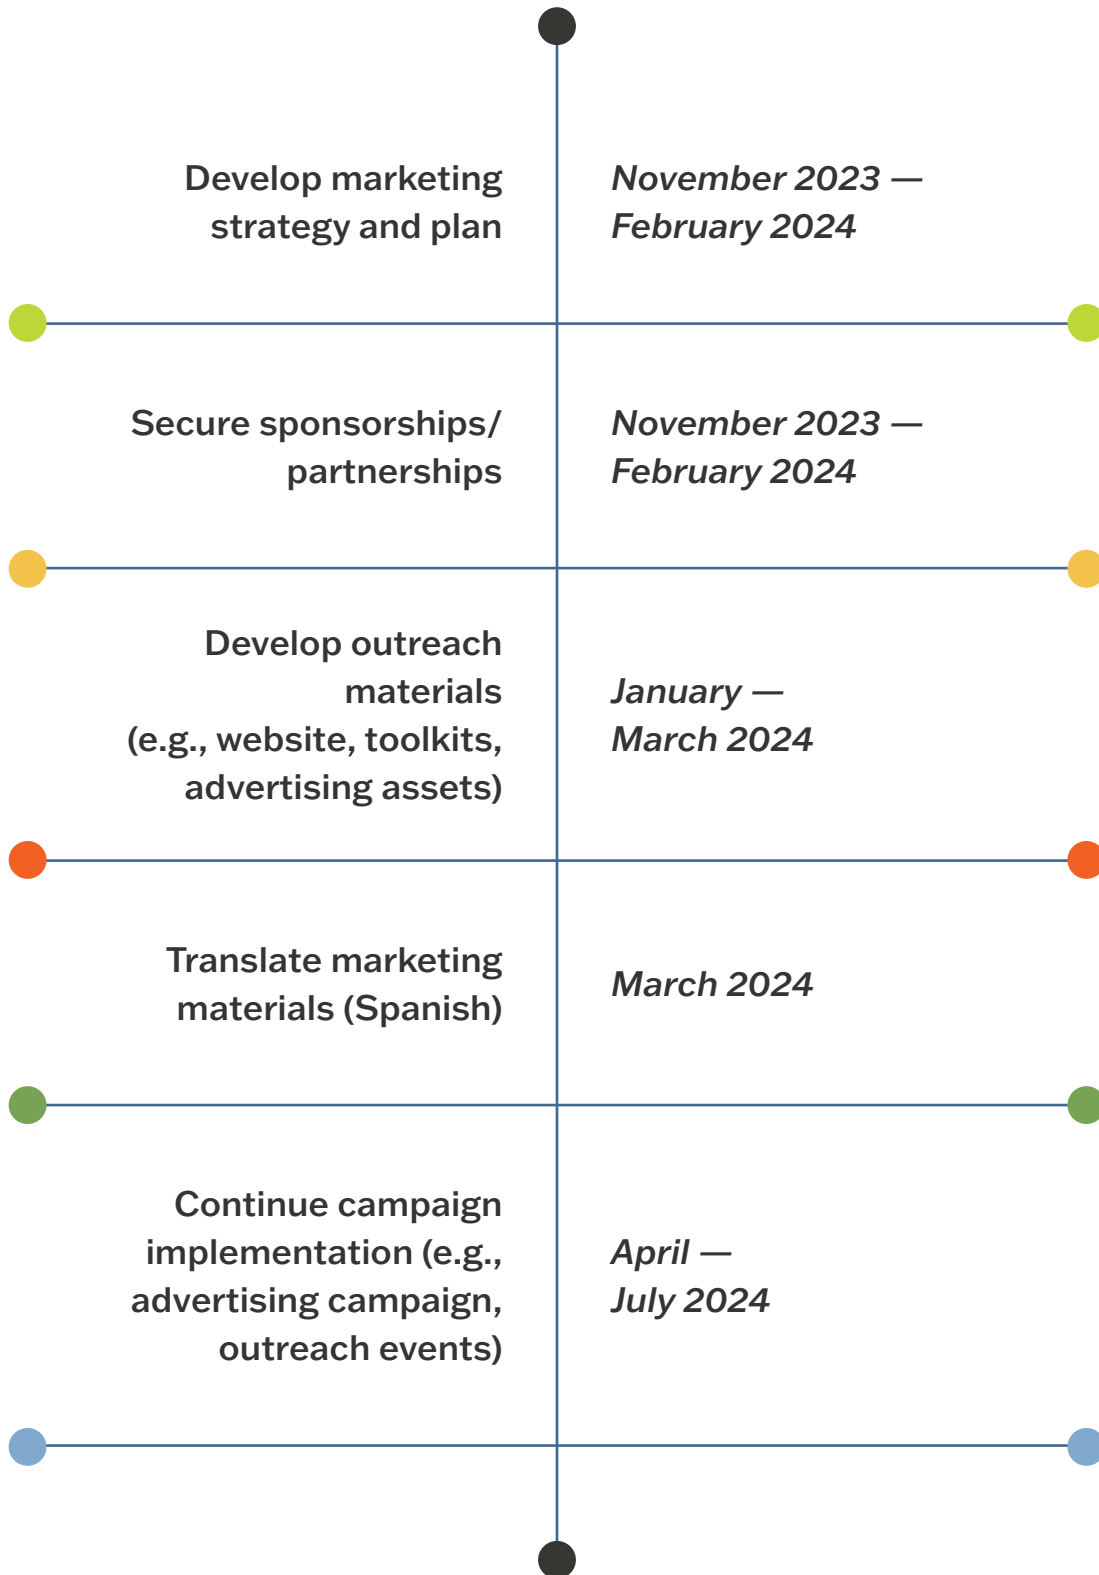 Develop marketing
strategy and plan
November 2023 —
February 2024
Secure sponsorships/
partnerships
November 2023 —
February 2024
Develop outreach
materials
(e.g., website, toolkits,
advertising assets)
January —
March 2024
Translate marketing
materials (Spanish)
March 2024
Continue campaign
implementation (e.g.,
advertising campaign,
outreach events)
April —
July 2024